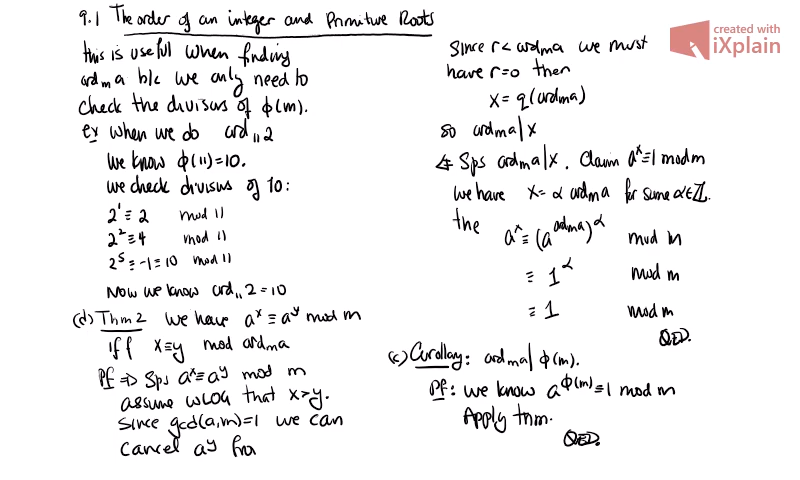 9.1 The order of an integer and Primitive Roots
this is useful when finding
ord_m a b/c we only need to
check the divisors of φ(m).
ex when we do ord_11 2
We know φ(11)=10.
we check divisors of 10:
2^1 ≡ 2 mod 11
2^2 ≡ 4 mod 11
2^5 ≡ -1 ≡ 10 mod 11
Now we know ord_11 2 = 10
(d) Thm 2 We have a^x ≡ a^y mod m
iff x≡y mod ord_m a
Pf ⇒ Sps a^x ≡ a^y mod m
assume WLOG that x>y.
Since gcd(a,m)=1 we can
cancel a^y
since r < ord_m a we must
have r=0 then
x = q(ord_m a)
so ord_m a | x
⇐ Sps ord_m a | x. Claim a^x ≡ 1 mod m
We have x = α ord_m a for some α∈ℤ.
the
a^x ≡ (a^{ord_m a})^α mod m
≡ 1^α mod m
≡ 1 mod m
QED.
(c) Corollary: ord_m a | φ(m).
Pf: we know a^{φ(m)} ≡ 1 mod m
Apply thm.
QED.
created with
iXplain